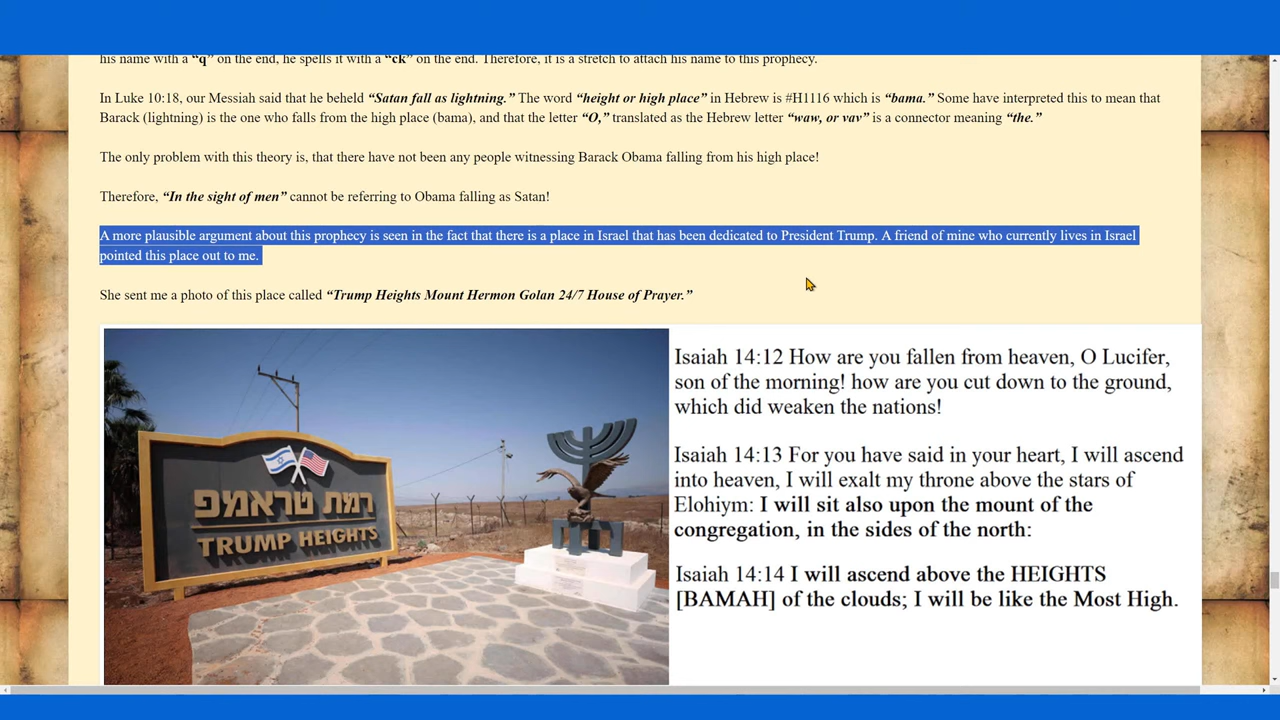 his name with a “q” on the end, he spells it with a “ck” on the end. Therefore, it is a stretch to attach his name to this prophecy.
In Luke 10:18, our Messiah said that he beheld “Satan fall as lightning.” The word “height or high place” in Hebrew is #H1116 which is “bama.” Some have interpreted this to mean that
Barack (lightning) is the one who falls from the high place (bama), and that the letter “O,” translated as the Hebrew letter “waw, or vav” is a connector meaning “the.”
The only problem with this theory is, that there have not been any people witnessing Barack Obama falling from his high place!
Therefore, “In the sight of men” cannot be referring to Obama falling as Satan!
A more plausible argument about this prophecy is seen in the fact that there is a place in Israel that has been dedicated to President Trump. A friend of mine who currently lives in Israel
pointed this place out to me.
She sent me a photo of this place called “Trump Heights Mount Hermon Golan 24/7 House of Prayer.”
רמת טראמפ
TRUMP HEIGHTS
Isaiah 14:12 How are you fallen from heaven, O Lucifer,
son of the morning! how are you cut down to the ground,
which did weaken the nations!
Isaiah 14:13 For you have said in your heart, I will ascend
into heaven, I will exalt my throne above the stars of
Elohiym: I will sit also upon the mount of the
congregation, in the sides of the north:
Isaiah 14:14 I will ascend above the HEIGHTS
[BAMAH] of the clouds; I will be like the Most High.